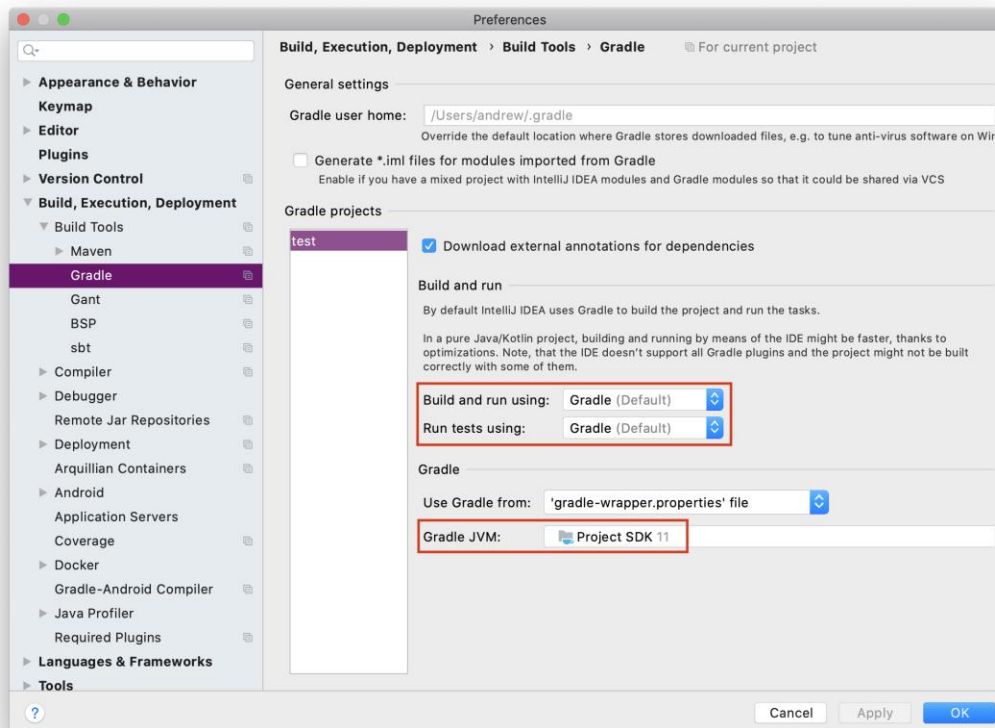 Preferences
Appearance & Behavior
Keymap
Editor
Plugins
Version Control
Build, Execution, Deployment
Build Tools
Maven
Gradle
Gant
BSP
sbt
Compiler
Debugger
Remote Jar Repositories
Deployment
Arquillian Containers
Android
Application Servers
Coverage
Docker
Gradle-Android Compiler
Java Profiler
Required Plugins
Languages & Frameworks
Tools
?
Build, Execution, Deployment › Build Tools › Gradle For current project
General settings
Gradle user home: /Users/andrew/.gradle
Override the default location where Gradle stores downloaded files, e.g. to tune anti-virus software on
Generate *.iml files for modules imported from Gradle
Enable if you have a mixed project with IntelliJ IDEA modules and Gradle modules so that it could be shared via VCS
Gradle projects
test
Download external annotations for dependencies
Build and run
By default IntelliJ IDEA uses Gradle to build the project and run the tasks.
In a pure Java/Kotlin project, building and running by means of the IDE might be faster, thanks to
optimizations. Note, that the IDE doesn't support all Gradle plugins and the project might not be built
correctly with some of them.
Build and run using: Gradle (Default)
Run tests using: Gradle (Default)
Gradle
Use Gradle from: 'gradle-wrapper.properties' file
Gradle JVM: Project SDK 11
Cancel Apply OK